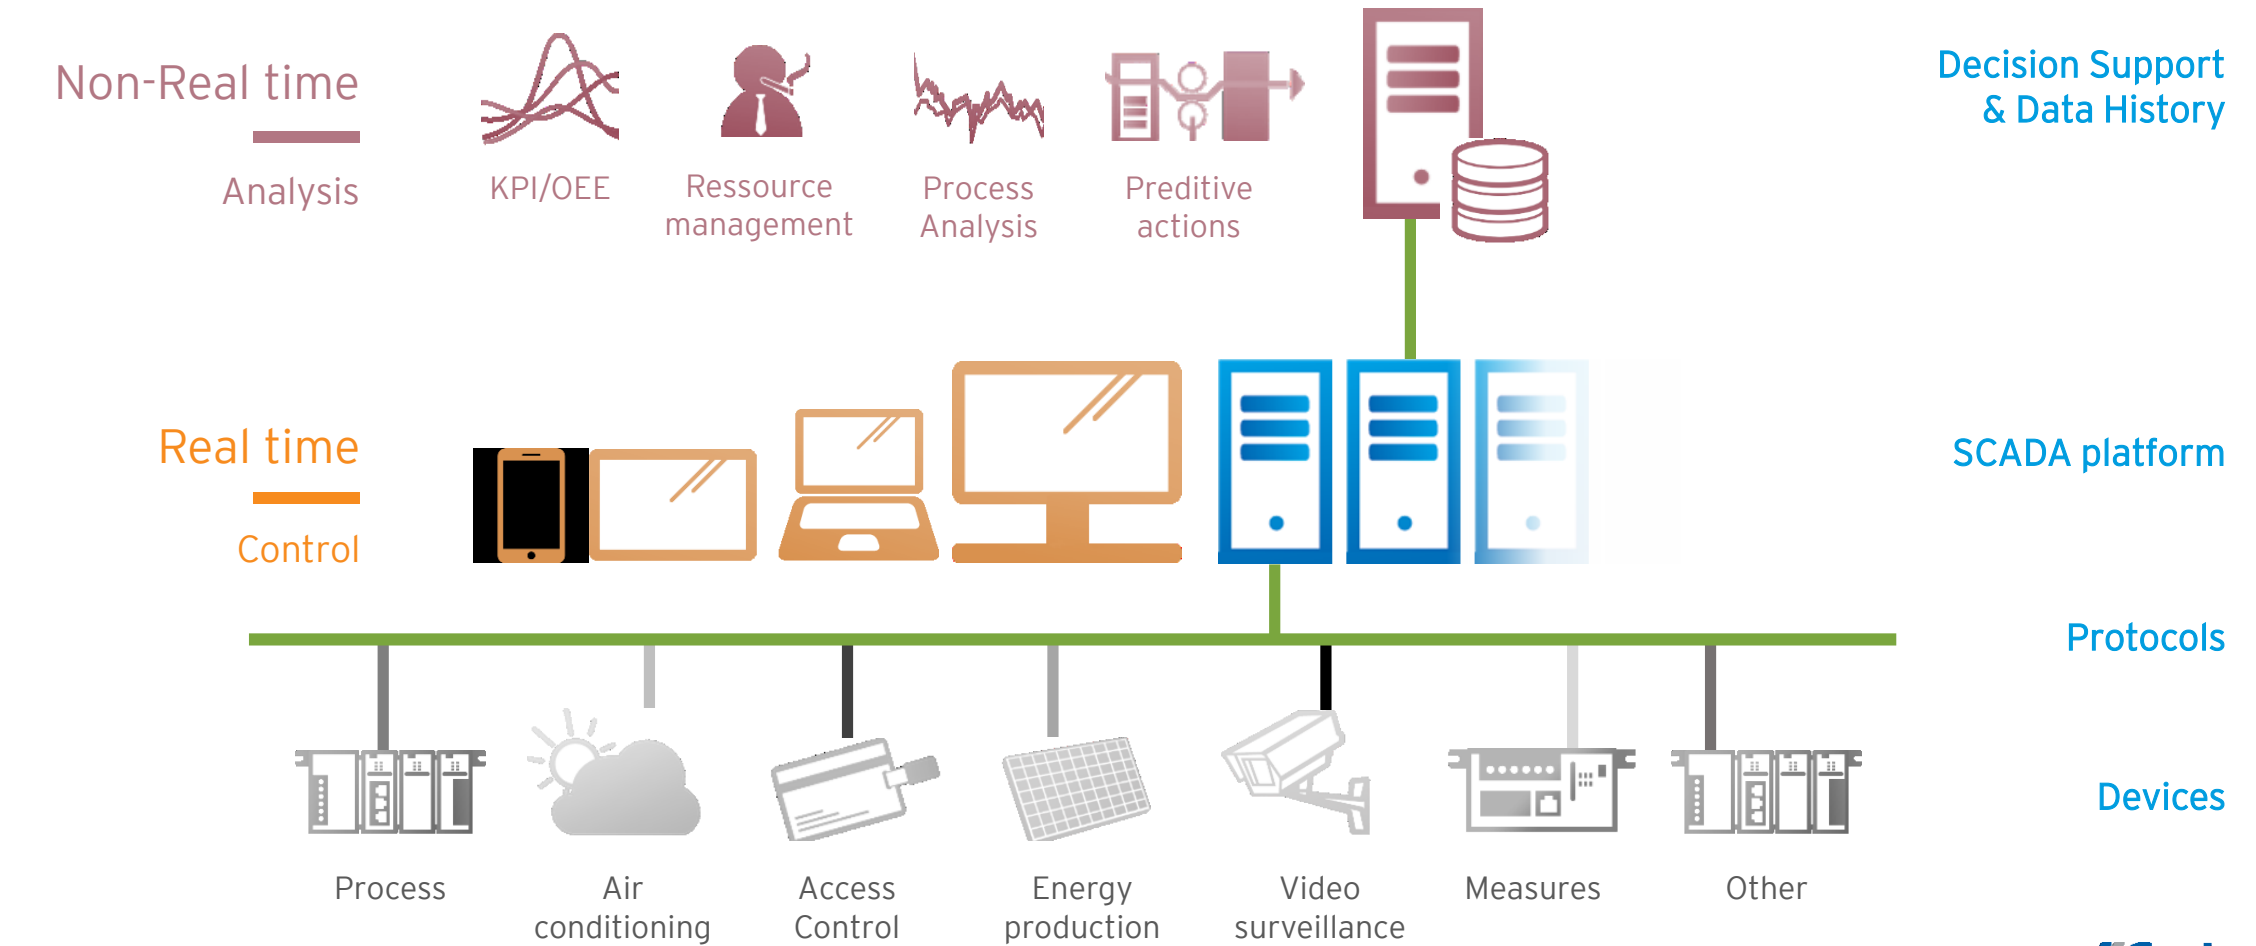 Non-Real time
Analysis
KPI/OEE
Ressource
management
Process
Analysis
Preditive
actions
Decision Support
& Data History
Real time
Control
SCADA platform
Protocols
Devices
Process
Air
conditioning
Access
Control
Energy
production
Video
surveillance
Measures
Other